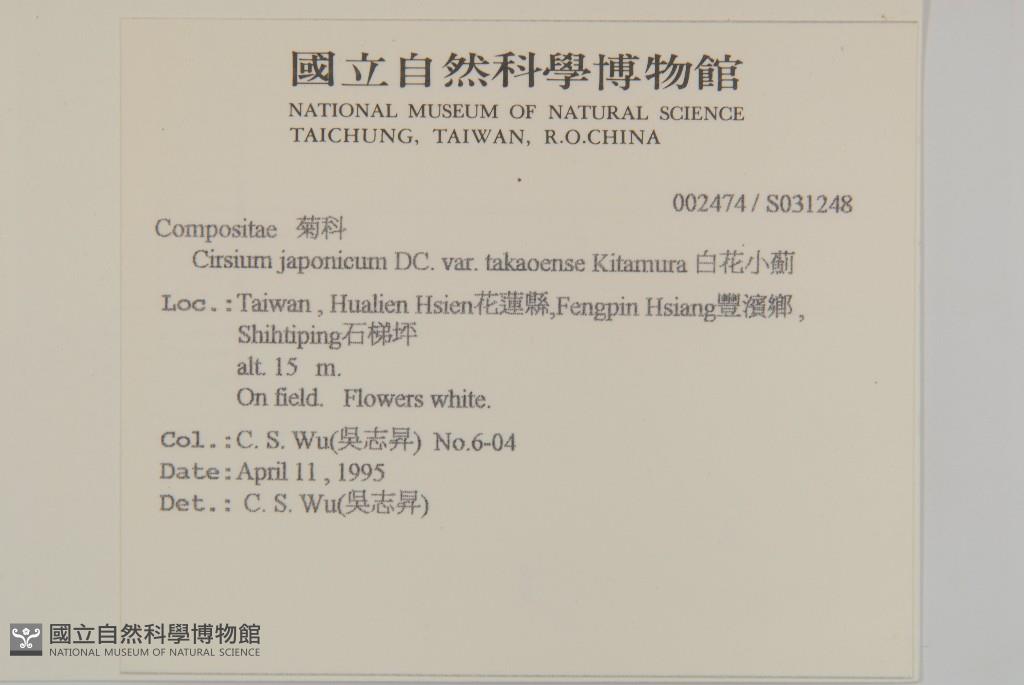 國立自然科學博物館
NATIONAL MUSEUM OF NATURAL SCIENCE
TAICHUNG, TAIWAN, R.O.CHINA
002474 / S031248
Compositae 菊科
Cirsium japonicum DC. var. takaoense Kitamura 白花小薊
Loc.:Taiwan , Hualien Hsien花蓮縣,Fengpin Hsiang豐濱鄉 ,
Shihtiping石梯坪
alt. 15 m.
On field. Flowers white.
Col.:C. S. Wu(吳志昇) No.6-04
Date:April 11 , 1995
Det.: C. S. Wu(吳志昇)
國立自然科學博物館
NATIONAL MUSEUM OF NATURAL SCIENCE